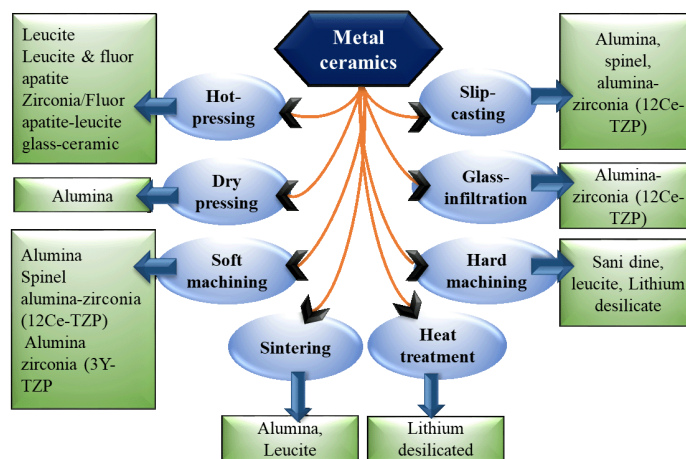 Metal
ceramics
Leucite
Leucite & fluor
apatite
Zirconia/Fluor
apatite-leucite
glass-ceramic
Hot-
pressing
Slip-
casting
Alumina,
spinel,
alumina-
zirconia (12Ce-
TZP)
Alumina
Dry
pressing
Glass-
infiltration
Alumina-
zirconia (12Ce-
TZP)
Alumina
Spinel
alumina-zirconia
(12Ce-TZP)
Alumina
zirconia (3Y-
TZP
Soft
machining
Hard
machining
Sani dine,
leucite, Lithium
desilicate
Sintering
Heat
treatment
Alumina,
Leucite
Lithium
desilicated